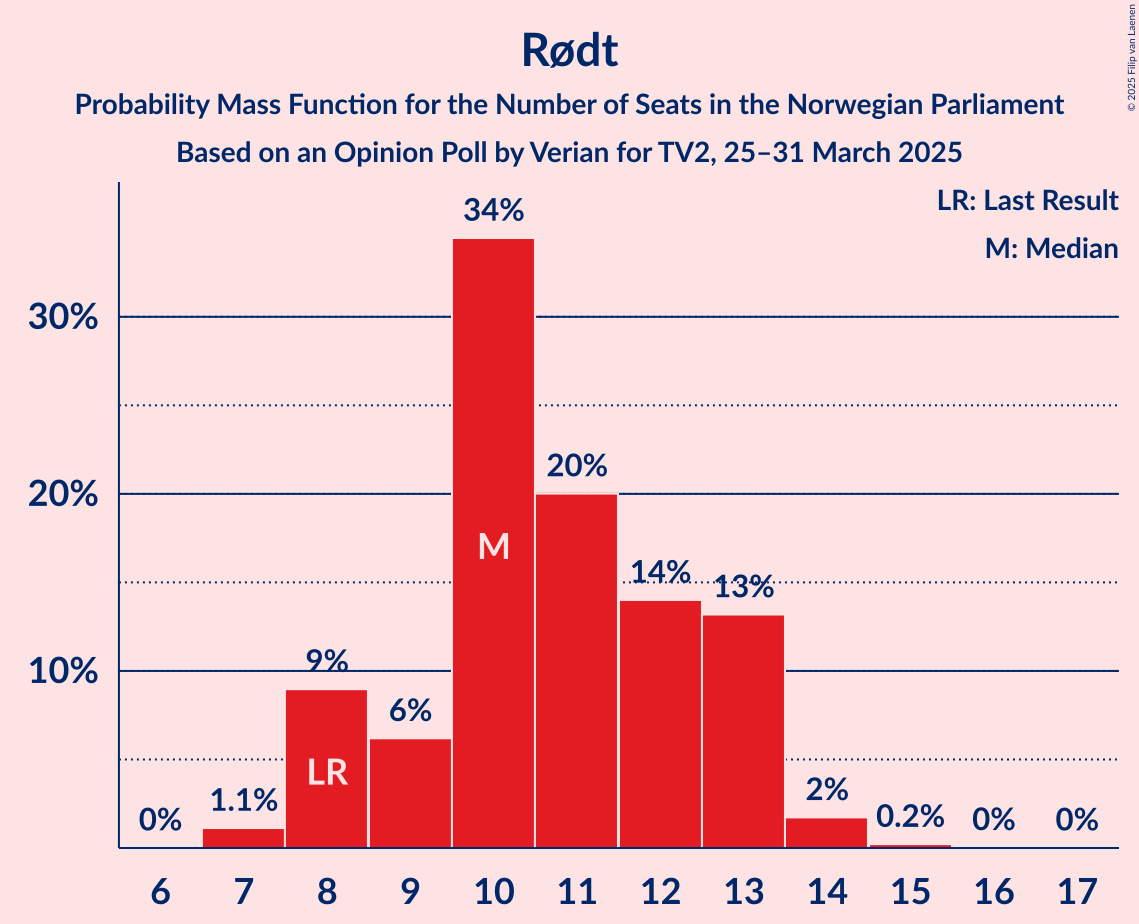 Rødt
Probability Mass Function for the Number of Seats in the Norwegian Parliament
Based on an Opinion Poll by Verian for TV2, 25–31 March 2025
© 2025 Filip van Laenen
LR: Last Result
M: Median
34%
30%
20%
20%
M
14%
13%
10%
9%
6%
LR
1.1%
2%
0%
0.2%
0%
0%
6 7 8 9 10 11 12 13 14 15 16 17